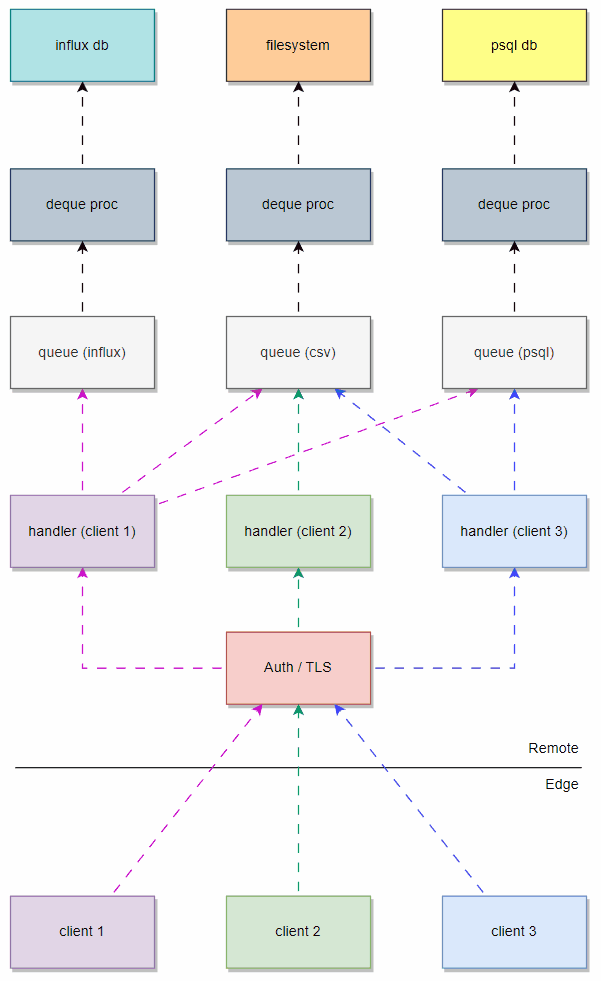 influx db
filesystem
psql db
deque proc
deque proc
deque proc
queue (influx)
queue (csv)
queue (psql)
handler (client 1)
handler (client 2)
handler (client 3)
Auth / TLS
Remote
Edge
client 1
client 2
client 3